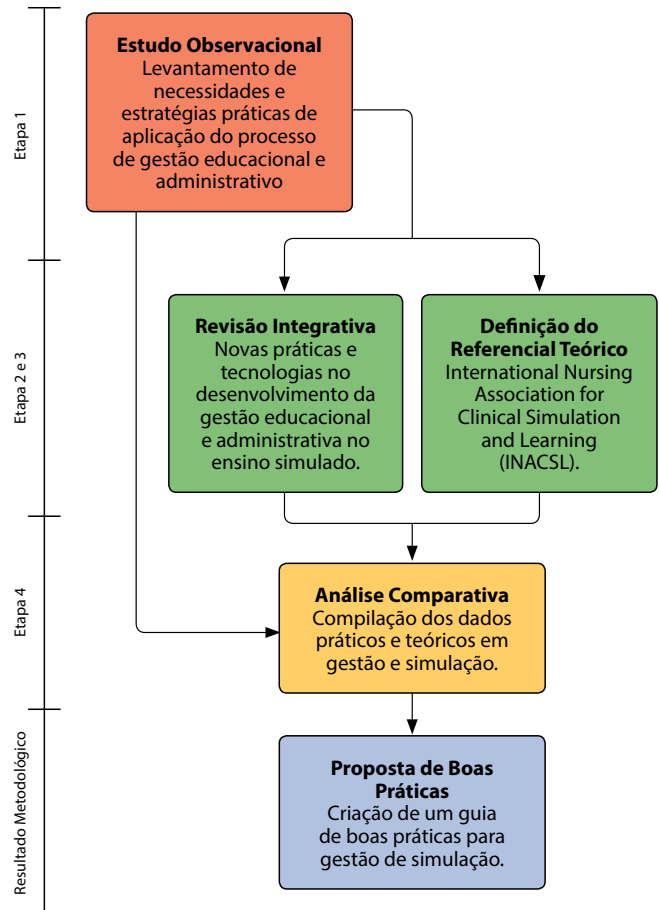 Etapa 1
Estudo Observacional
Levantamento de
necessidades e
estratégias práticas de
aplicação do processo
de gestão educacional e
administrativo
Etapa 2 e 3
Revisão Integrativa
Novas práticas e
tecnologias no
desenvolvimento da
gestão educacional
e administrativa no
ensino simulado.
Definição do
Referencial Teórico
International Nursing
Association for
Clinical Simulation
and Learning
(INACSL).
Etapa 4
Análise Comparativa
Compilação dos dados
práticos e teóricos em
gestão e simulação.
Resultado Metodológico
Proposta de Boas
Práticas
Criação de um guia
de boas práticas para
gestão de simulação.